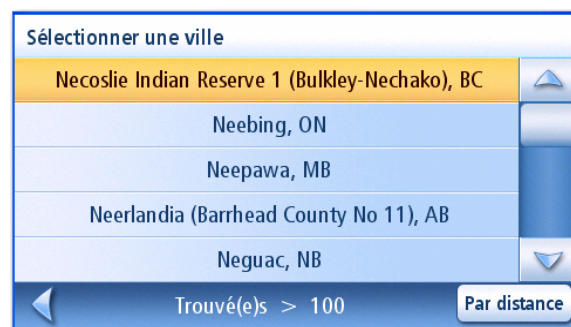 Sélectionner une ville
Necoslie Indian Reserve 1 (Bulkley-Nechako), BC
Neebing, ON
Neepawa, MB
Neerlandia (Barrhead County No 11), AB
Neguac, NB
Trouvé(e)s > 100
Par distance